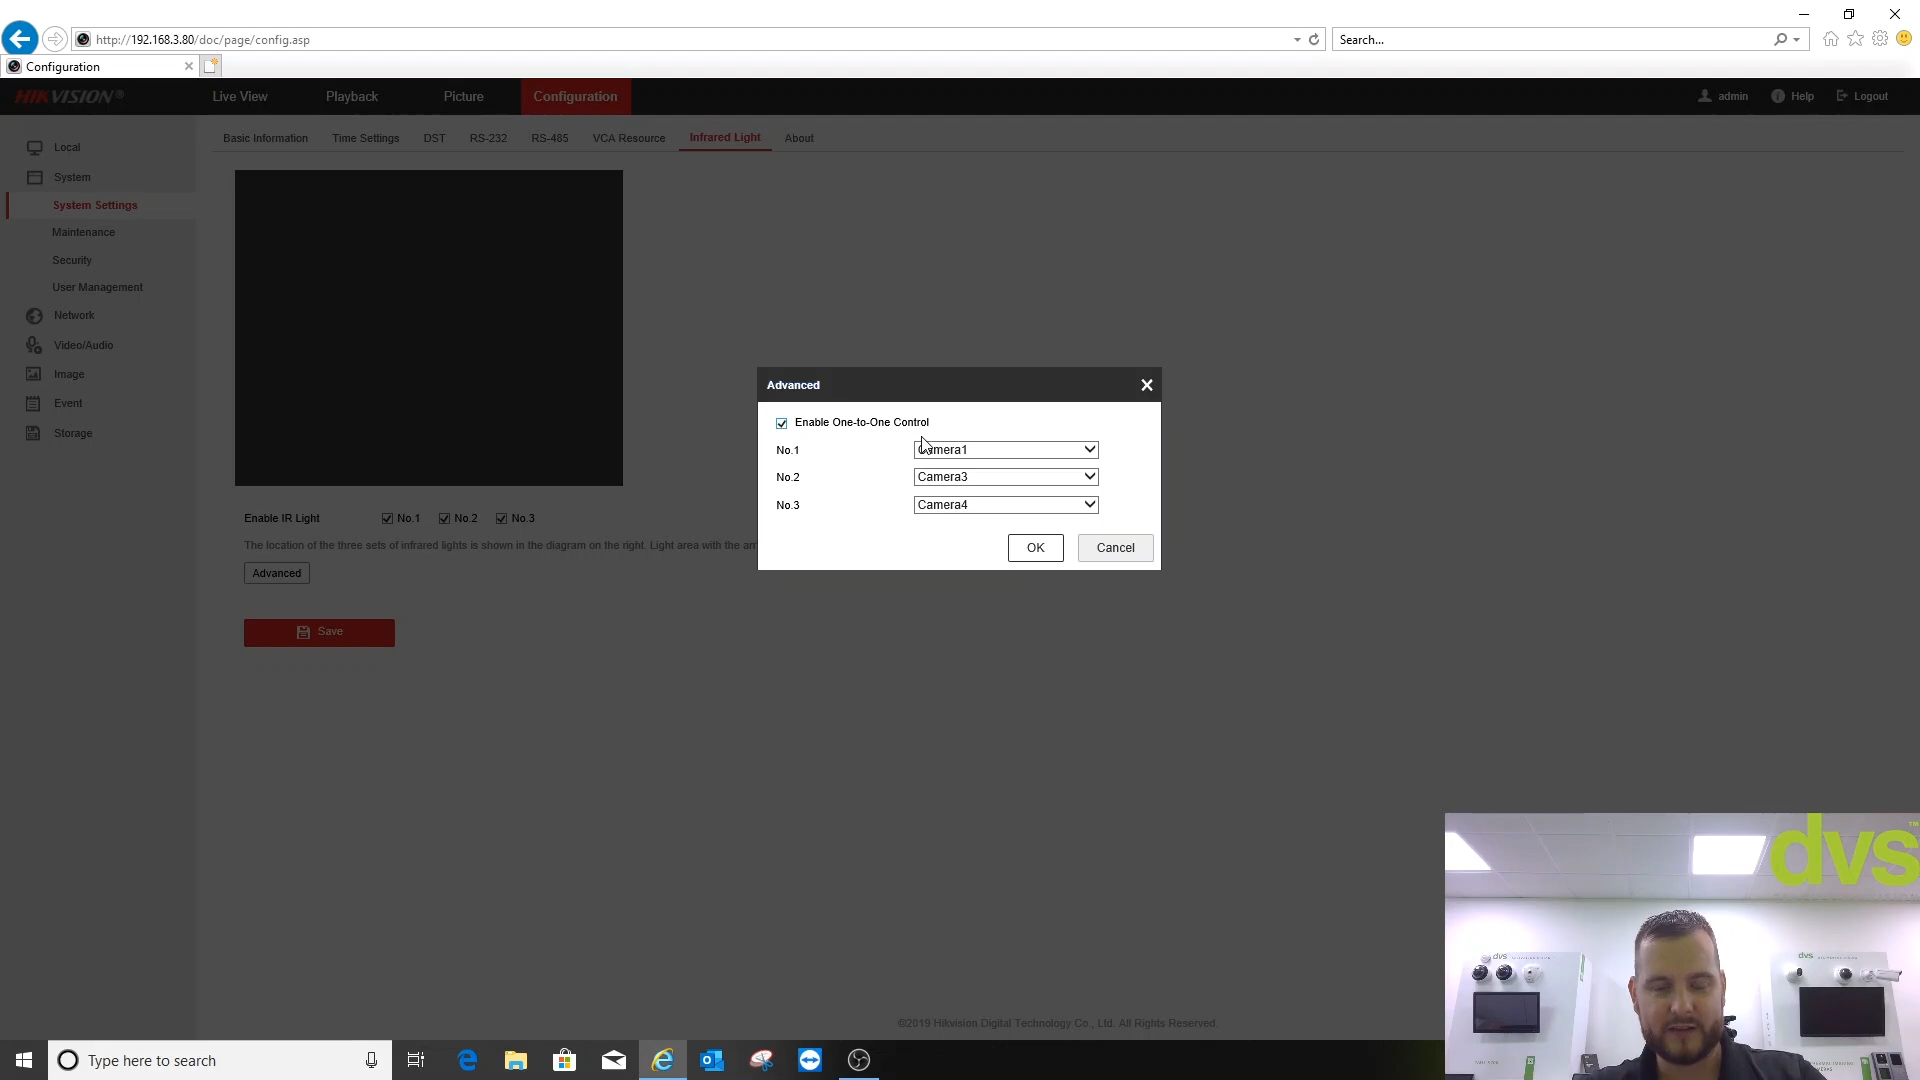 http://192.168.3.80/doc/page/config.asp
Search...
Configuration
HIKVISION®
Live View
Playback
Picture
Configuration
admin
Help
Logout
Basic Information
Time Settings
DST
RS-232
RS-485
VCA Resource
Infrared Light
About
Local
System
System Settings
Maintenance
Security
User Management
Network
Video/Audio
Image
Event
Storage
Enable IR Light
No.1
No.2
No.3
The location of the three sets of infrared lights is shown in the diagram on the right. Light area with the
Advanced
Save
Advanced
Enable One-to-One Control
No.1
Camera1
No.2
Camera3
No.3
Camera4
OK
Cancel
©2019 Hikvision Digital Technology Co., Ltd. All Rights Reserved.
dvs™
dvs
dvs
Type here to search